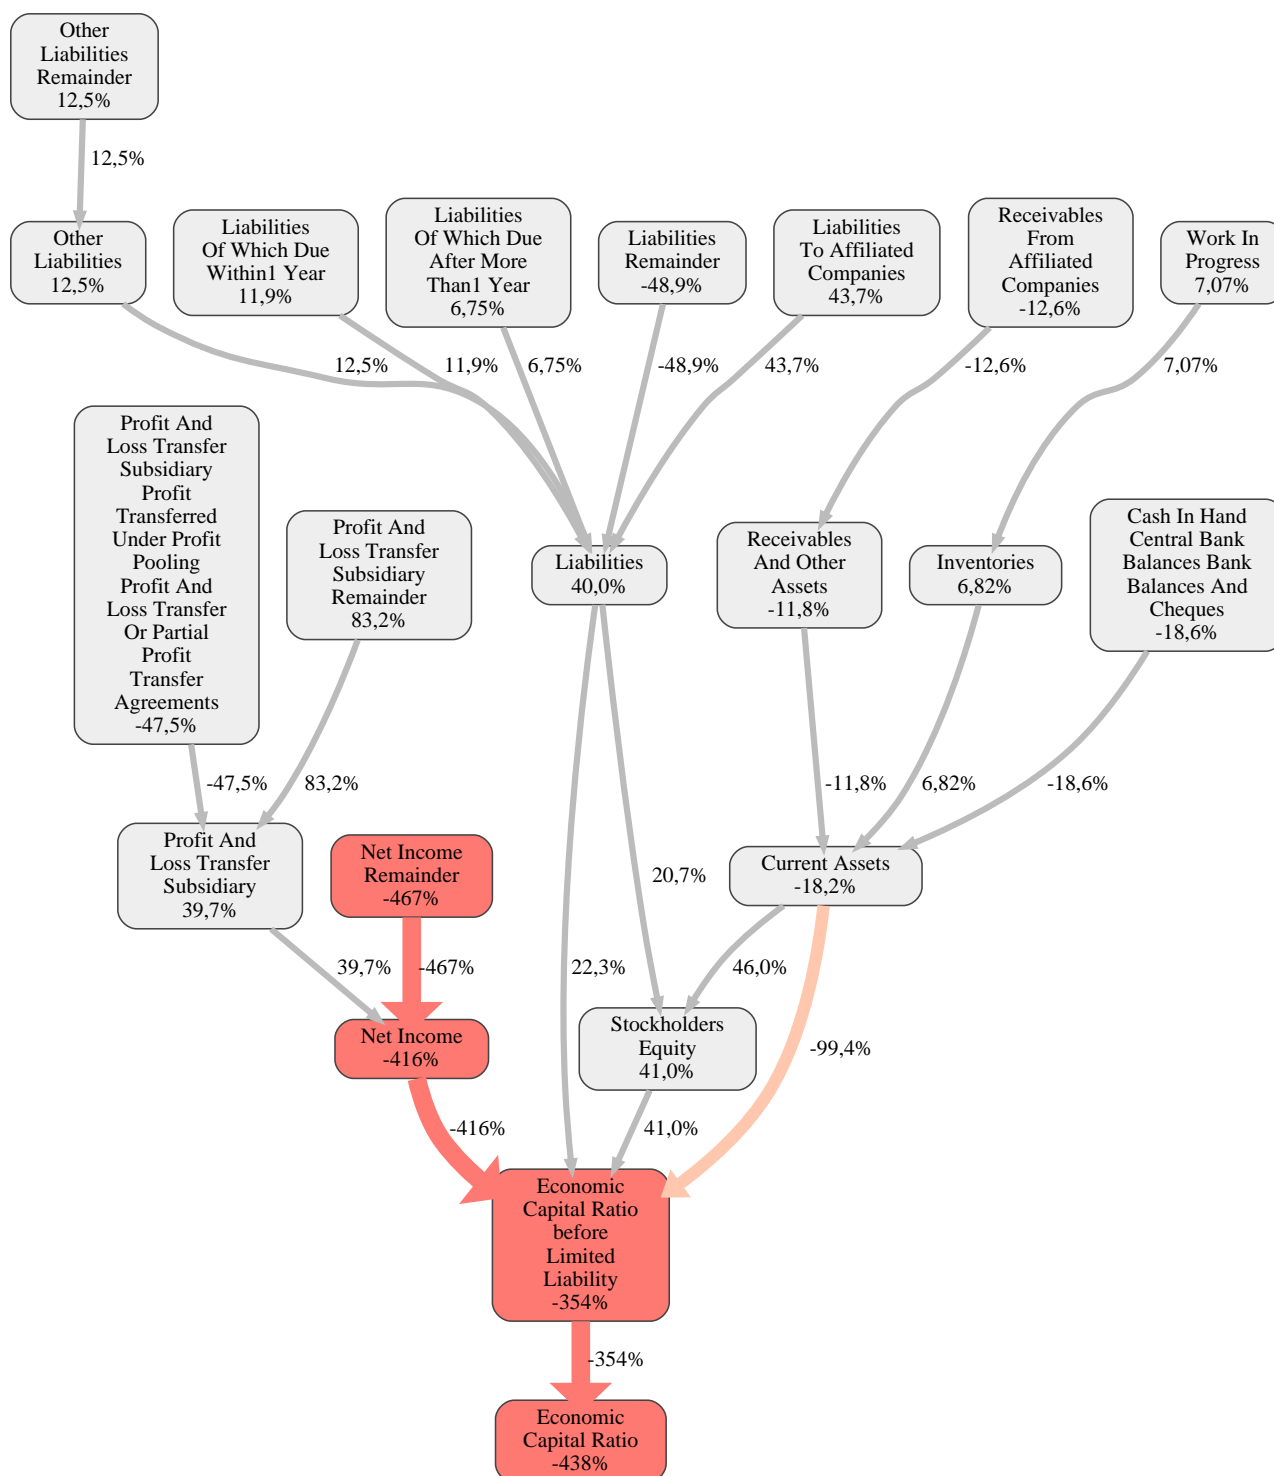 Other
Liabilities
Remainder
12,5%
12,5%
Other
Liabilities
12,5%
Liabilities
Of Which Due
Within1 Year
11,9%
Liabilities
Of Which Due
After More
Than1 Year
6,75%
Liabilities
Remainder
-48,9%
Liabilities
To Affiliated
Companies
43,7%
Receivables
From
Affiliated
Companies
-12,6%
Work In
Progress
7,07%
12,5%
11,9%
6,75%
-48,9%
43,7%
-12,6%
7,07%
Profit And
Loss Transfer
Subsidiary
Profit
Transferred
Under Profit
Pooling
Profit And
Loss Transfer
Or Partial
Profit
Transfer
Agreements
-47,5%
Profit And
Loss Transfer
Subsidiary
Remainder
83,2%
Liabilities
40,0%
Receivables
And Other
Assets
-11,8%
Inventories
6,82%
Cash In Hand
Central Bank
Balances Bank
Balances And
Cheques
-18,6%
-47,5%
83,2%
-11,8%
6,82%
-18,6%
Profit And
Loss Transfer
Subsidiary
39,7%
Net Income
Remainder
-467%
20,7%
Current Assets
-18,2%
39,7%
-467%
22,3%
46,0%
Net Income
-416%
Stockholders
Equity
41,0%
-99,4%
-416%
41,0%
Economic
Capital Ratio
before
Limited
Liability
-354%
-354%
Economic
Capital Ratio
-438%